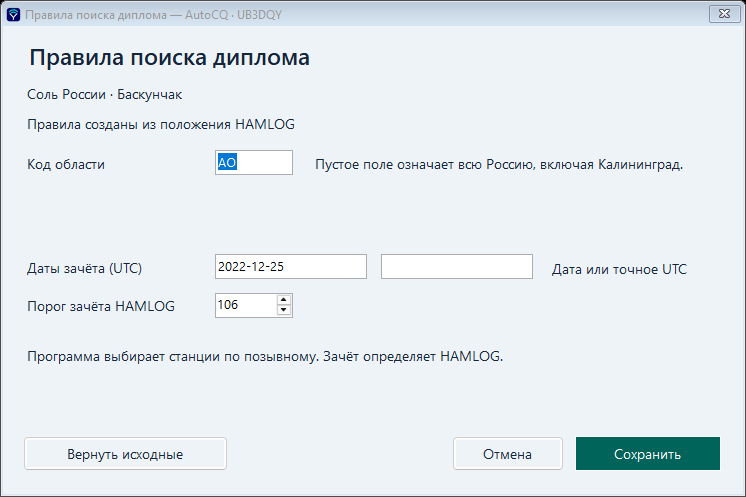 Правила поиска диплома — AutoCQ · UB3DQY
Правила поиска диплома
Соль России · Баскунчак
Правила созданы из положения HAMLOG
Код области AO Пустое поле означает всю Россию, включая Калининград.
Даты зачёта (UTC) 2022-12-25 Дата или точное UTC
Порог зачёта HAMLOG 106
Программа выбирает станции по позывному. Зачёт определяет HAMLOG.
Вернуть исходные Отмена Сохранить